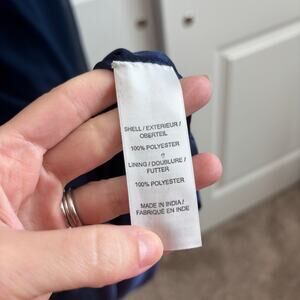 SHELL / EXTERIEUR /
OBERTEIL
100% POLYESTER
LINING / DOUBLURE /
FUTTER
100% POLYESTER
MADE IN INDIA /
FABRIQUÉ EN INDE